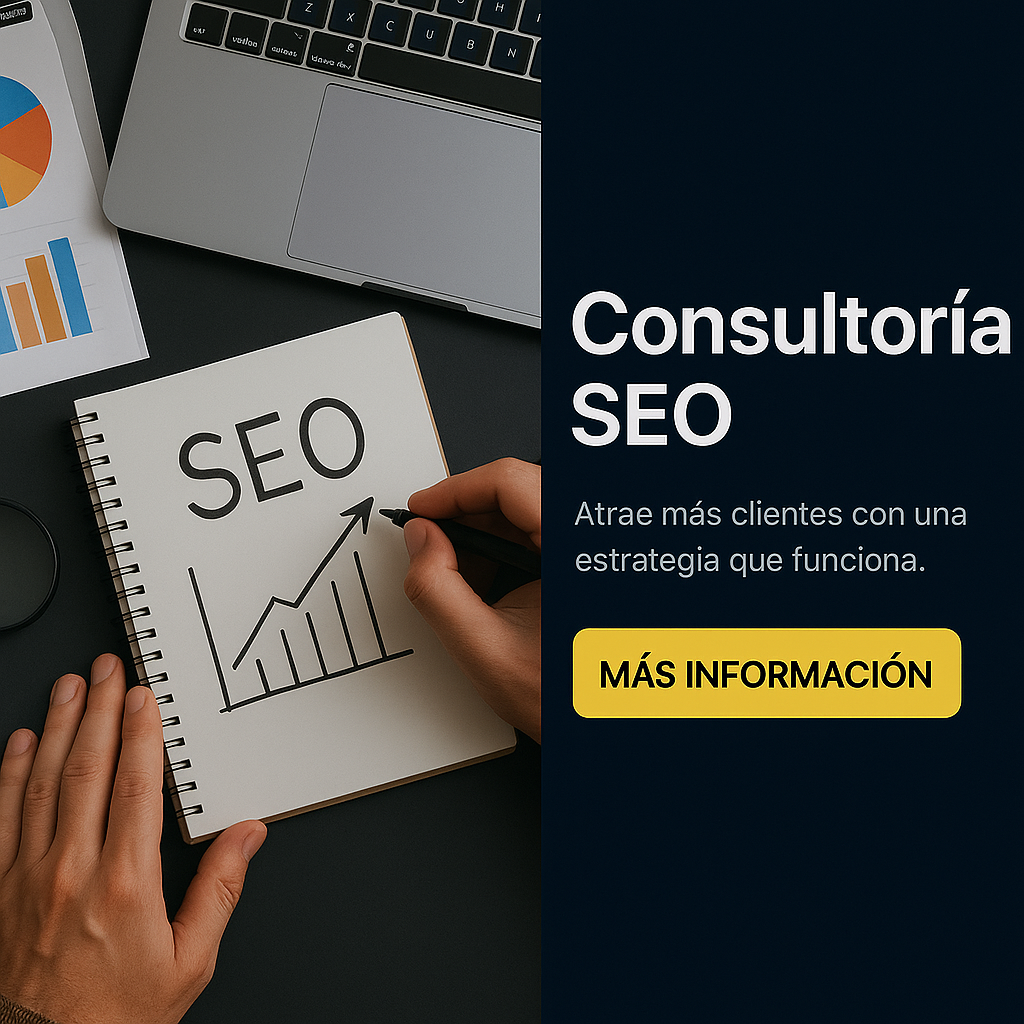 Z X C U B H
N
SEO
Consultoría
SEO
Atrae más clientes con una
estrategia que funciona.
MÁS INFORMACIÓN